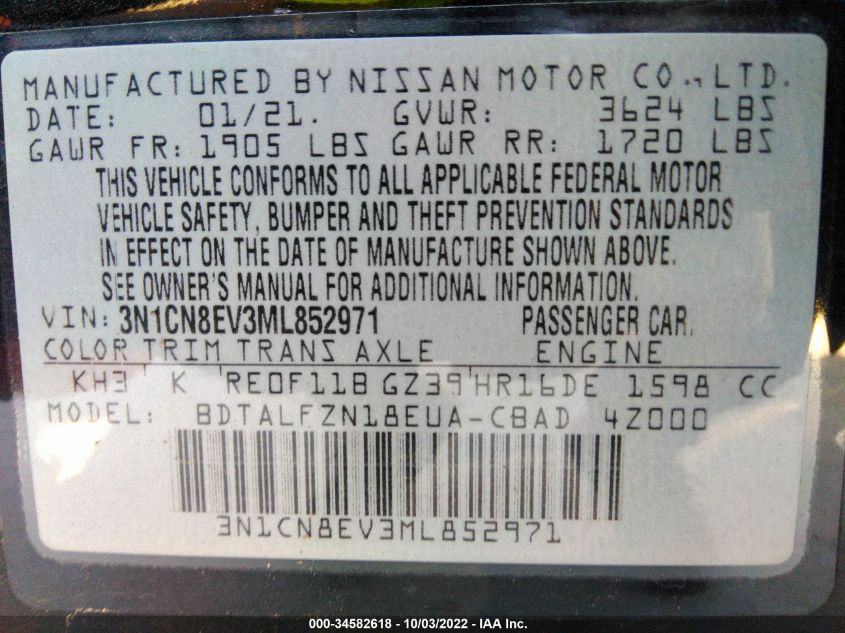 MANUFACTURED BY NISSAN MOTOR CO., LTD.
DATE: 01/21. GVWR: 3624 LBS
GAWR FR: 1905 LBS GAWR RR: 1720 LBS
THIS VEHICLE CONFORMS TO ALL APPLICABLE FEDERAL MOTOR
VEHICLE SAFETY, BUMPER AND THEFT PREVENTION STANDARDS
IN EFFECT ON THE DATE OF MANUFACTURE SHOWN ABOVE.
SEE OWNER'S MANUAL FOR ADDITIONAL INFORMATION.
VIN: 3N1CN8EV3ML852971 PASSENGER CAR.
COLOR TRIM TRANS AXLE ENGINE
KH3 K RE0F11B GZ39 HR16DE 1598 CC
MODEL: BDTALFZN18EUA-CBAD 4Z000
3N1CN8EV3ML852971
000-34582618 - 10/03/2022 - IAA Inc.